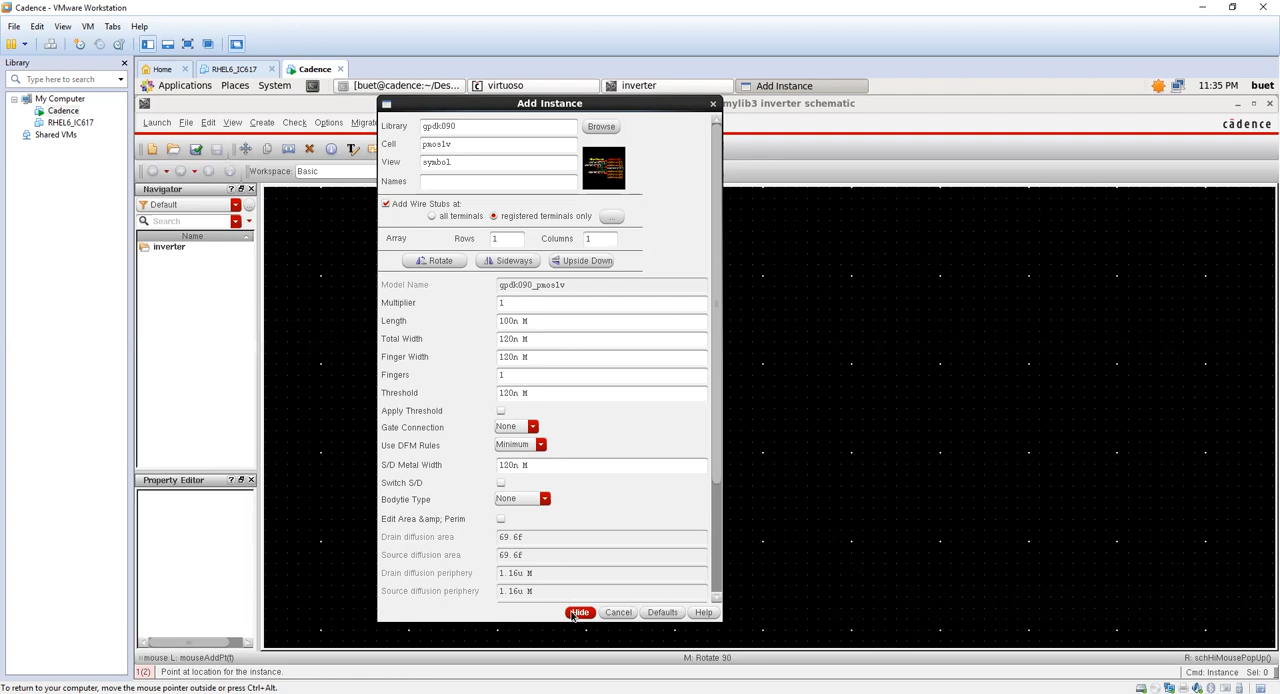 Cadence - VMware Workstation
File Edit View VM Tabs Help
Library
Type here to search
My Computer
Cadence
RHEL6_IC617
Shared VMs
Home RHEL6_IC617 Cadence
Applications Places System [buet@cadence:~/Des... virtuoso inverter Add Instance 11:35 PM buet
Add Instance
mylib3 inverter schematic
Launch File Edit View Create Check Options Migrat
cādence
Workspace: Basic
Navigator
Default
Search
Name
inverter
Property Editor
Library gpdk090 Browse
Cell pmoslv
View symbol
Names
Add Wire Stubs at:
all terminals registered terminals only ...
Array Rows 1 Columns 1
Rotate Sideways Upside Down
Model Name gpdk090_pmoslv
Multiplier 1
Length 100n M
Total Width 120n M
Finger Width 120n M
Fingers 1
Threshold 120n M
Apply Threshold
Gate Connection None
Use DFM Rules Minimum
S/D Metal Width 120n M
Switch S/D
Bodytie Type None
Edit Area &amp; Perim
Drain diffusion area 69.6f
Source diffusion area 69.6f
Drain diffusion periphery 1.16u M
Source diffusion periphery 1.16u M
Hide Cancel Defaults Help
mouse L: mouseAddPt(t) M: Rotate 90 R: schHiMousePopUp()
1(2) Point at location for the instance. Cmd: Instance Sel: 0
To return to your computer, move the mouse pointer outside or press Ctrl+Alt.